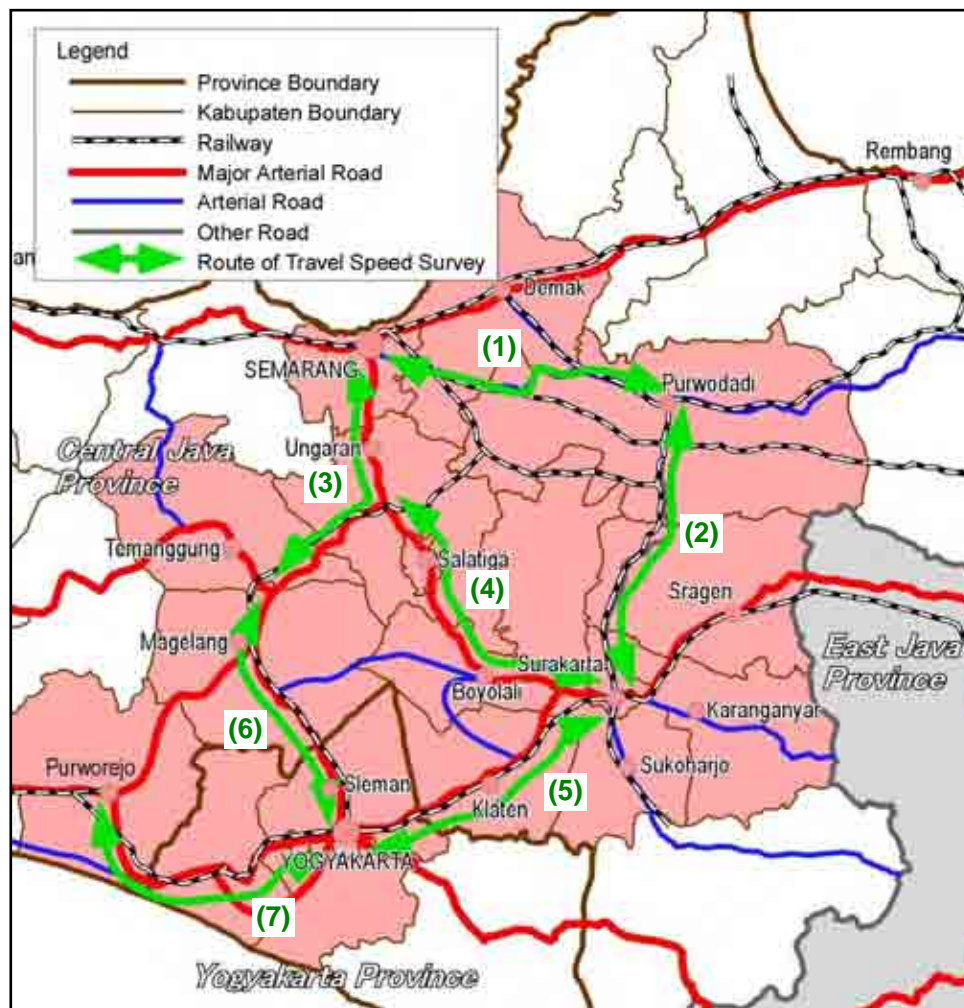 Legend
Province Boundary
Kabupaten Boundary
Railway
Major Arterial Road
Arterial Road
Other Road
Route of Travel Speed Survey
Rembang
an
Demak
(1)
SEMARANG
Purwodadi
Ungaran
Central Java
Province
(3)
(2)
Temanggung
Salatiga
(4)
Sragen
Magelang
East Java
Province
Surakarta
Boyolali
Karanganyar
(6)
Purworejo
Sleman
Sukoharjo
Klaten
(5)
YOGYAKARTA
(7)
Yogyakarta Province